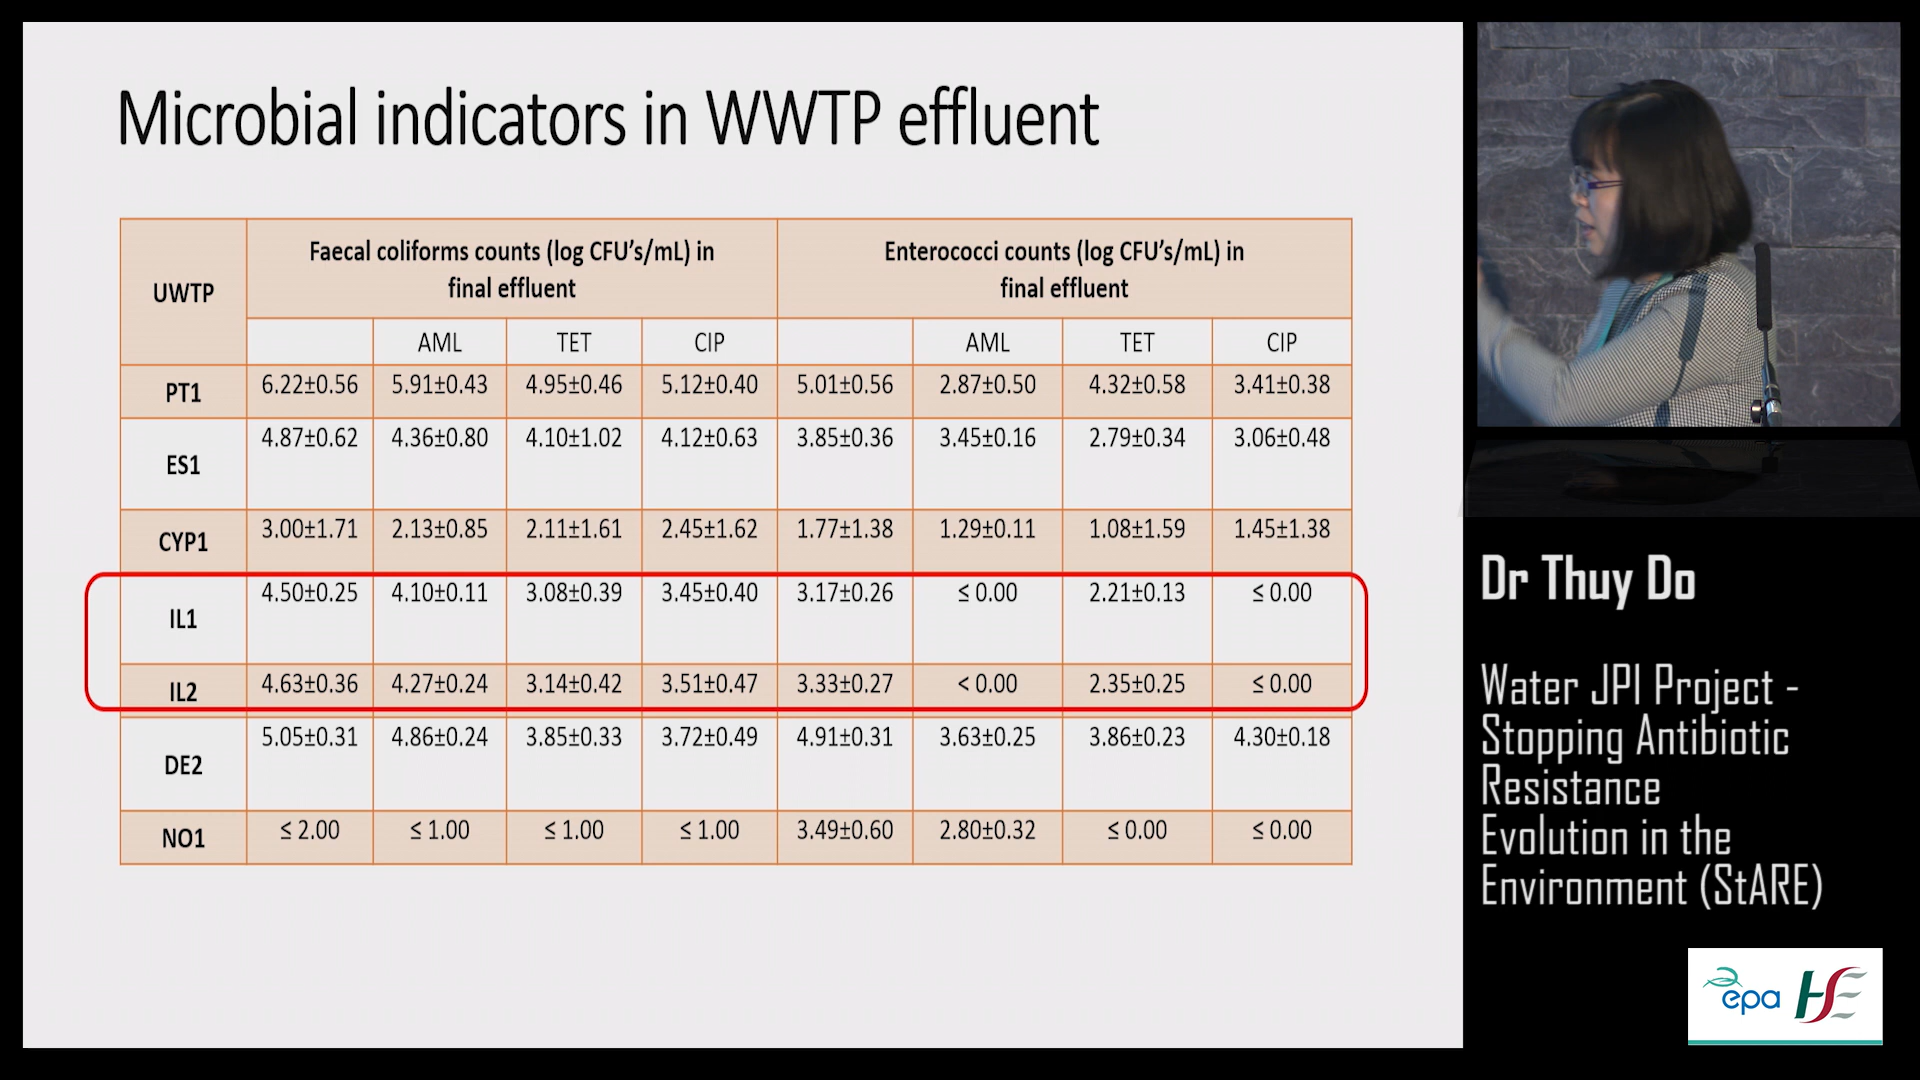 Microbial indicators in WWTP effluent
UWTP
Faecal coliforms counts (log CFU's/mL) in
final effluent
Enterococci counts (log CFU's/mL) in
final effluent
AML TET CIP AML TET CIP
PT1 6.22±0.56 5.91±0.43 4.95±0.46 5.12±0.40 5.01±0.56 2.87±0.50 4.32±0.58 3.41±0.38
ES1 4.87±0.62 4.36±0.80 4.10±1.02 4.12±0.63 3.85±0.36 3.45±0.16 2.79±0.34 3.06±0.48
CYP1 3.00±1.71 2.13±0.85 2.11±1.61 2.45±1.62 1.77±1.38 1.29±0.11 1.08±1.59 1.45±1.38
IL1 4.50±0.25 4.10±0.11 3.08±0.39 3.45±0.40 3.17±0.26 ≤ 0.00 2.21±0.13 ≤ 0.00
IL2 4.63±0.36 4.27±0.24 3.14±0.42 3.51±0.47 3.33±0.27 < 0.00 2.35±0.25 ≤ 0.00
DE2 5.05±0.31 4.86±0.24 3.85±0.33 3.72±0.49 4.91±0.31 3.63±0.25 3.86±0.23 4.30±0.18
NO1 ≤ 2.00 ≤ 1.00 ≤ 1.00 ≤ 1.00 3.49±0.60 2.80±0.32 ≤ 0.00 ≤ 0.00
Dr Thuy Do
Water JPI Project -
Stopping Antibiotic
Resistance
Evolution in the
Environment (StARE)
epa HSE